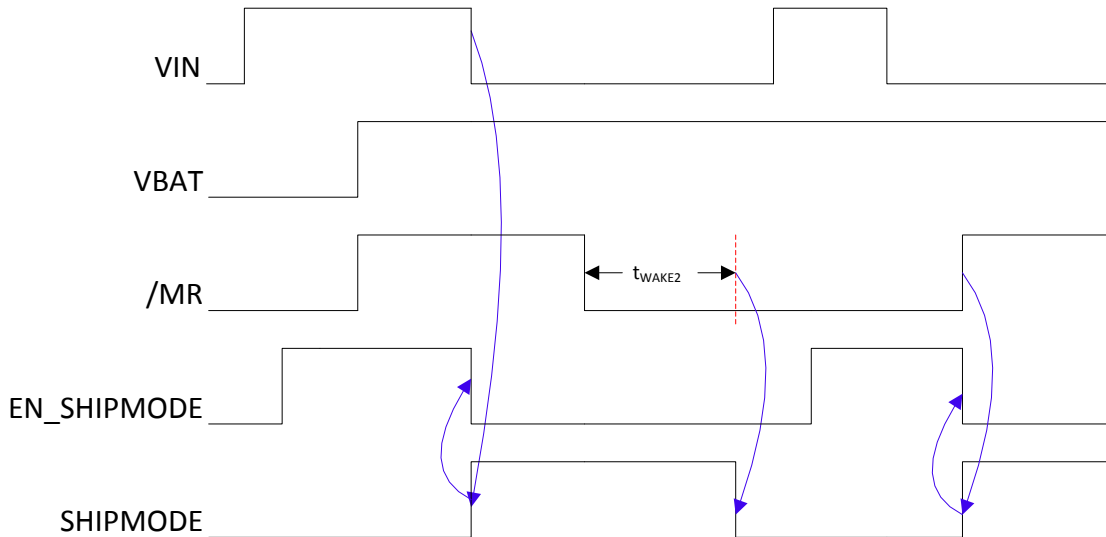 VIN
VBAT
/MR
tWAKE2
EN_SHIPMODE
SHIPMODE